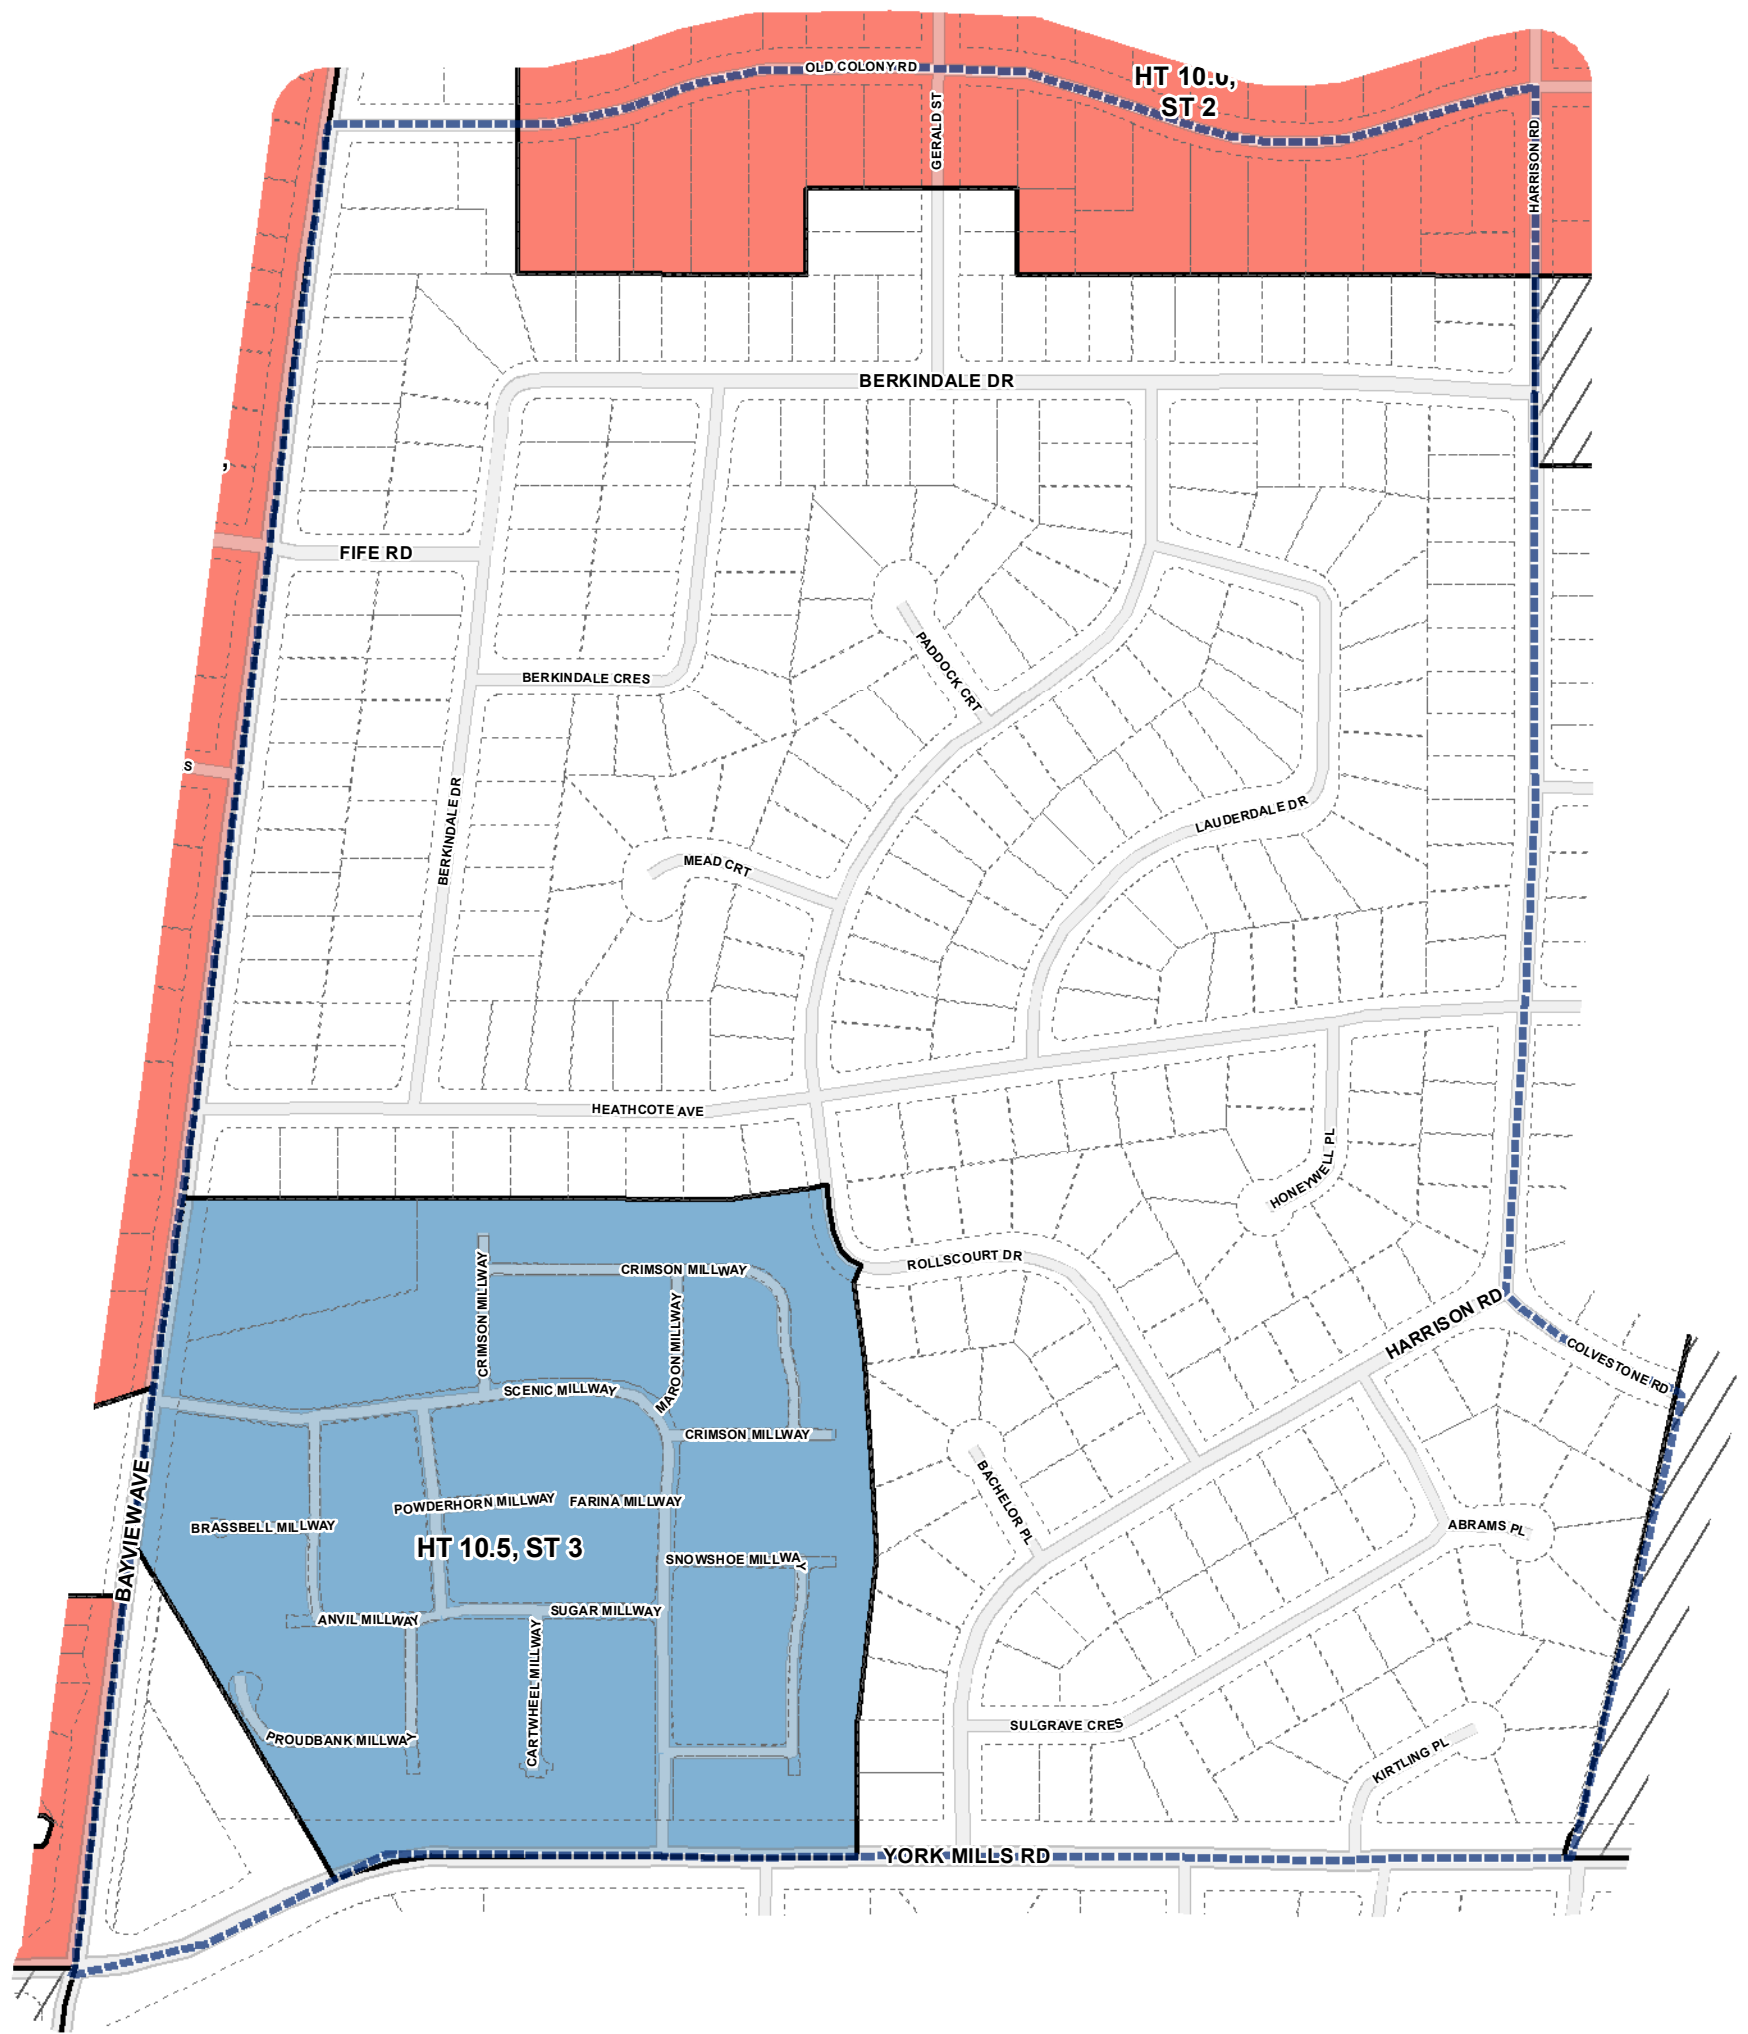 OLD COLONY RD
HT 10.0,
ST 2
GERALD ST
HARRISON RD
BERKINDALE DR
,
FIFE RD
PADDOCK CRT
BERKINDALE CRES
S
BERKINDALE DR
LAUDERDALE DR
MEAD CRT
HEATHCOTE AVE
HONEYWELL PL
ROLLSCOURT DR
CRIMSON MILLWAY
CRIMSON MILLWAY
MAROON MILLWAY
HARRISON RD
COLVESTONE RD
SCENIC MILLWAY
CRIMSON MILLWAY
BAYVIEW AVE
BACHELOR PL
POWDERHORN MILLWAY
FARINA MILLWAY
BRASSBELL MILLWAY
ABRAMS PL
HT 10.5, ST 3
SNOWSHOE MILLWAY
ANVIL MILLWAY
SUGAR MILLWAY
CARTWHEEL MILLWAY
PROUDBANK MILLWAY
SULGRAVE CRES
KIRTLING PL
YORK MILLS RD